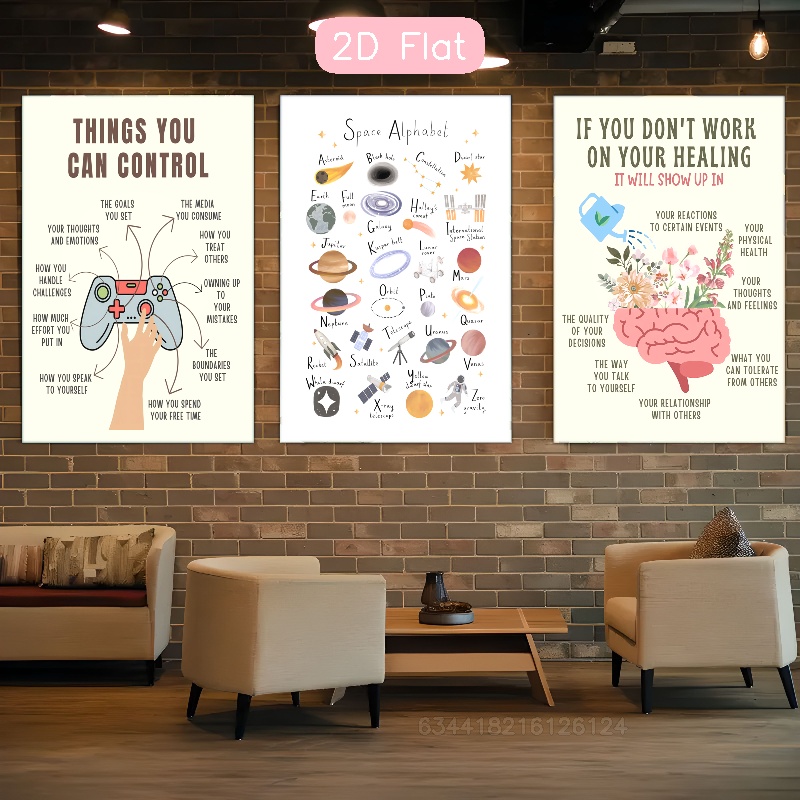 2D Flat
THINGS YOU
CAN CONTROL
THE GOALS
YOU SET
THE MEDIA
YOU CONSUME
YOUR THOUGHTS
AND EMOTIONS
HOW YOU
TREAT
OTHERS
HOW YOU
HANDLE
CHALLENGES
OWNING UP
TO
YOUR
MISTAKES
HOW MUCH
EFFORT YOU
PUT IN
THE
BOUNDARIES
YOU SET
HOW YOU SPEAK
TO YOURSELF
HOW YOU SPEND
YOUR FREE TIME
Space Alphabet
Asteroid
Black hole
Constellation
Dwarf star
Earth
Full
moon
Galaxy
Halley's
comet
International
Space Station
Jupiter
Kuiper belt
Lunar
rover
Mars
Neptune
Orbit
Pluto
Quasar
Rocket
Satellite
Telescope
Uranus
Venus
White dwarf
X-ray
telescope
Yellow
dwarf star
Zero
gravity
IF YOU DON'T WORK
ON YOUR HEALING
IT WILL SHOW UP IN
YOUR REACTIONS
TO CERTAIN EVENTS
YOUR
PHYSICAL
HEALTH
YOUR
THOUGHTS
AND FEELINGS
THE QUALITY
OF YOUR
DECISIONS
WHAT YOU
CAN TOLERATE
FROM OTHERS
THE WAY
YOU TALK
TO YOURSELF
YOUR RELATIONSHIP
WITH OTHERS
634418216126124